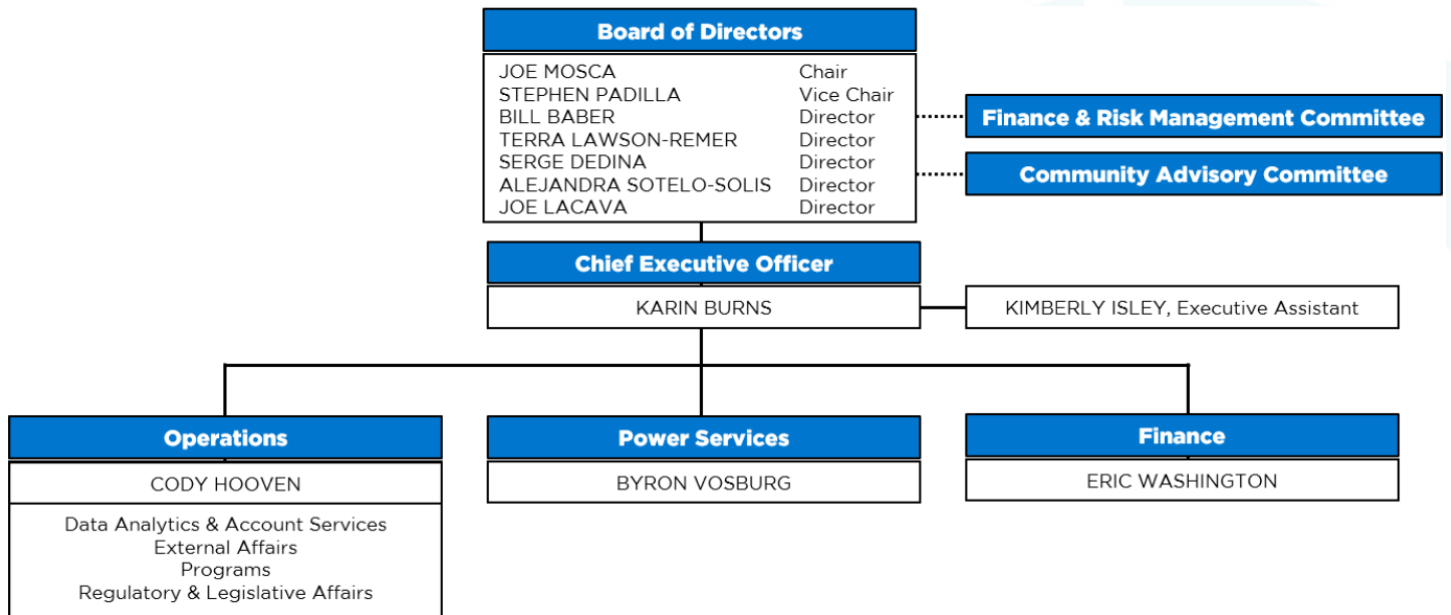 Board of Directors
JOE MOSCA Chair
STEPHEN PADILLA Vice Chair
BILL BABER Director
TERRA LAWSON-REMER Director
SERGE DEDINA Director
ALEJANDRA SOTELO-SOLIS Director
JOE LACAVA Director
Finance & Risk Management Committee
Community Advisory Committee
Chief Executive Officer
KARIN BURNS
KIMBERLY ISLEY, Executive Assistant
Operations
CODY HOOVEN
Data Analytics & Account Services
External Affairs
Programs
Regulatory & Legislative Affairs
Power Services
BYRON VOSBURG
Finance
ERIC WASHINGTON